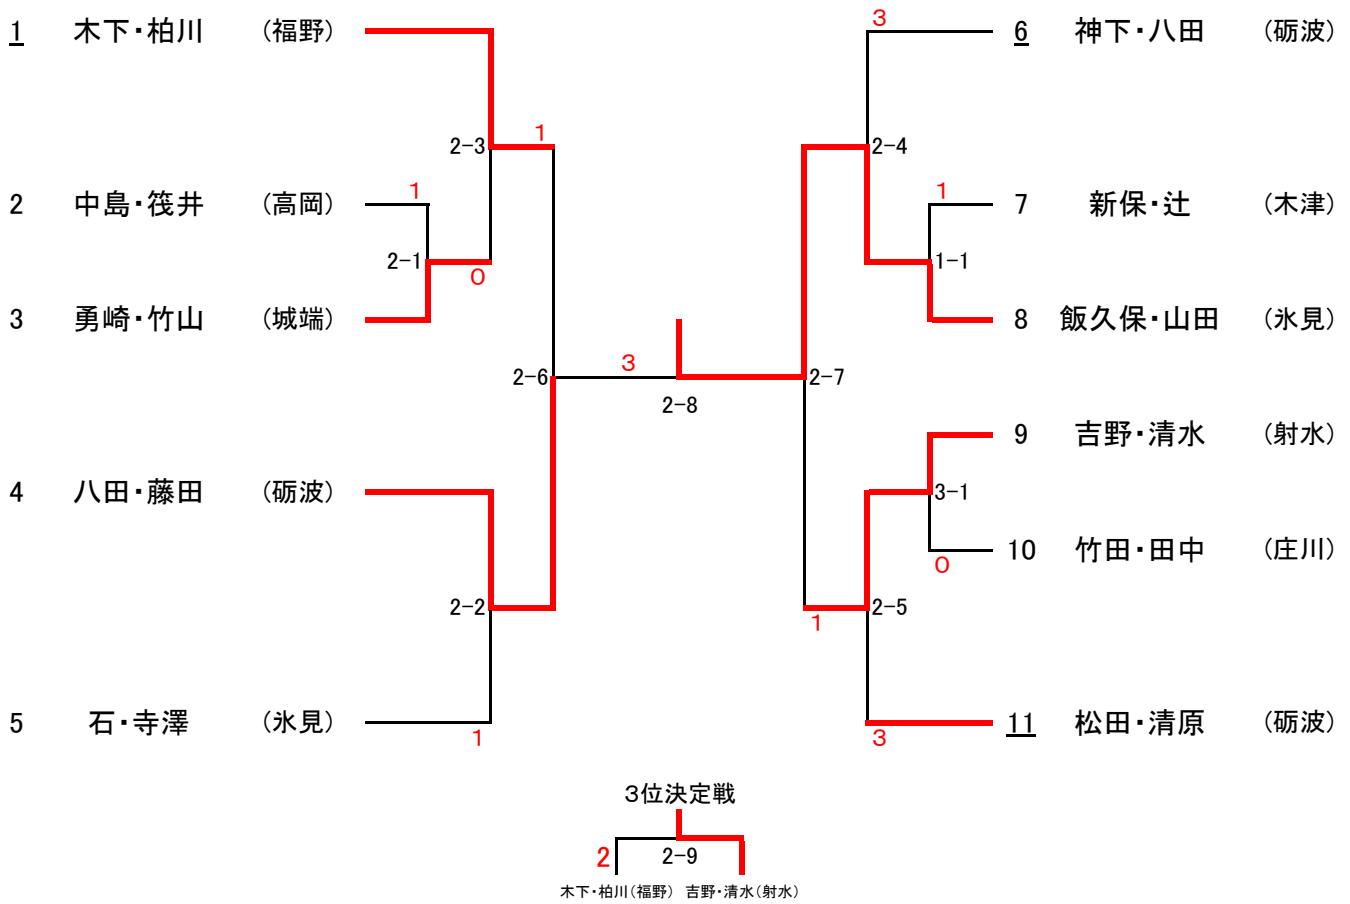 1 木下・柏川 (福野)
2 中島・筏井 (高岡)
3 勇崎・竹山 (城端)
4 八田・藤田 (砺波)
5 石・寺澤 (氷見)
2-3
1
1
2-1
0
2-6
3
2-8
2-2
1
3
2-4
1
1-1
2-7
3-1
0
2-5
1
3
6 神下・八田 (砺波)
7 新保・辻 (木津)
8 飯久保・山田 (氷見)
9 吉野・清水 (射水)
10 竹田・田中 (庄川)
11 松田・清原 (砺波)
3位決定戦
2 2-9
木下・柏川(福野) 吉野・清水(射水)